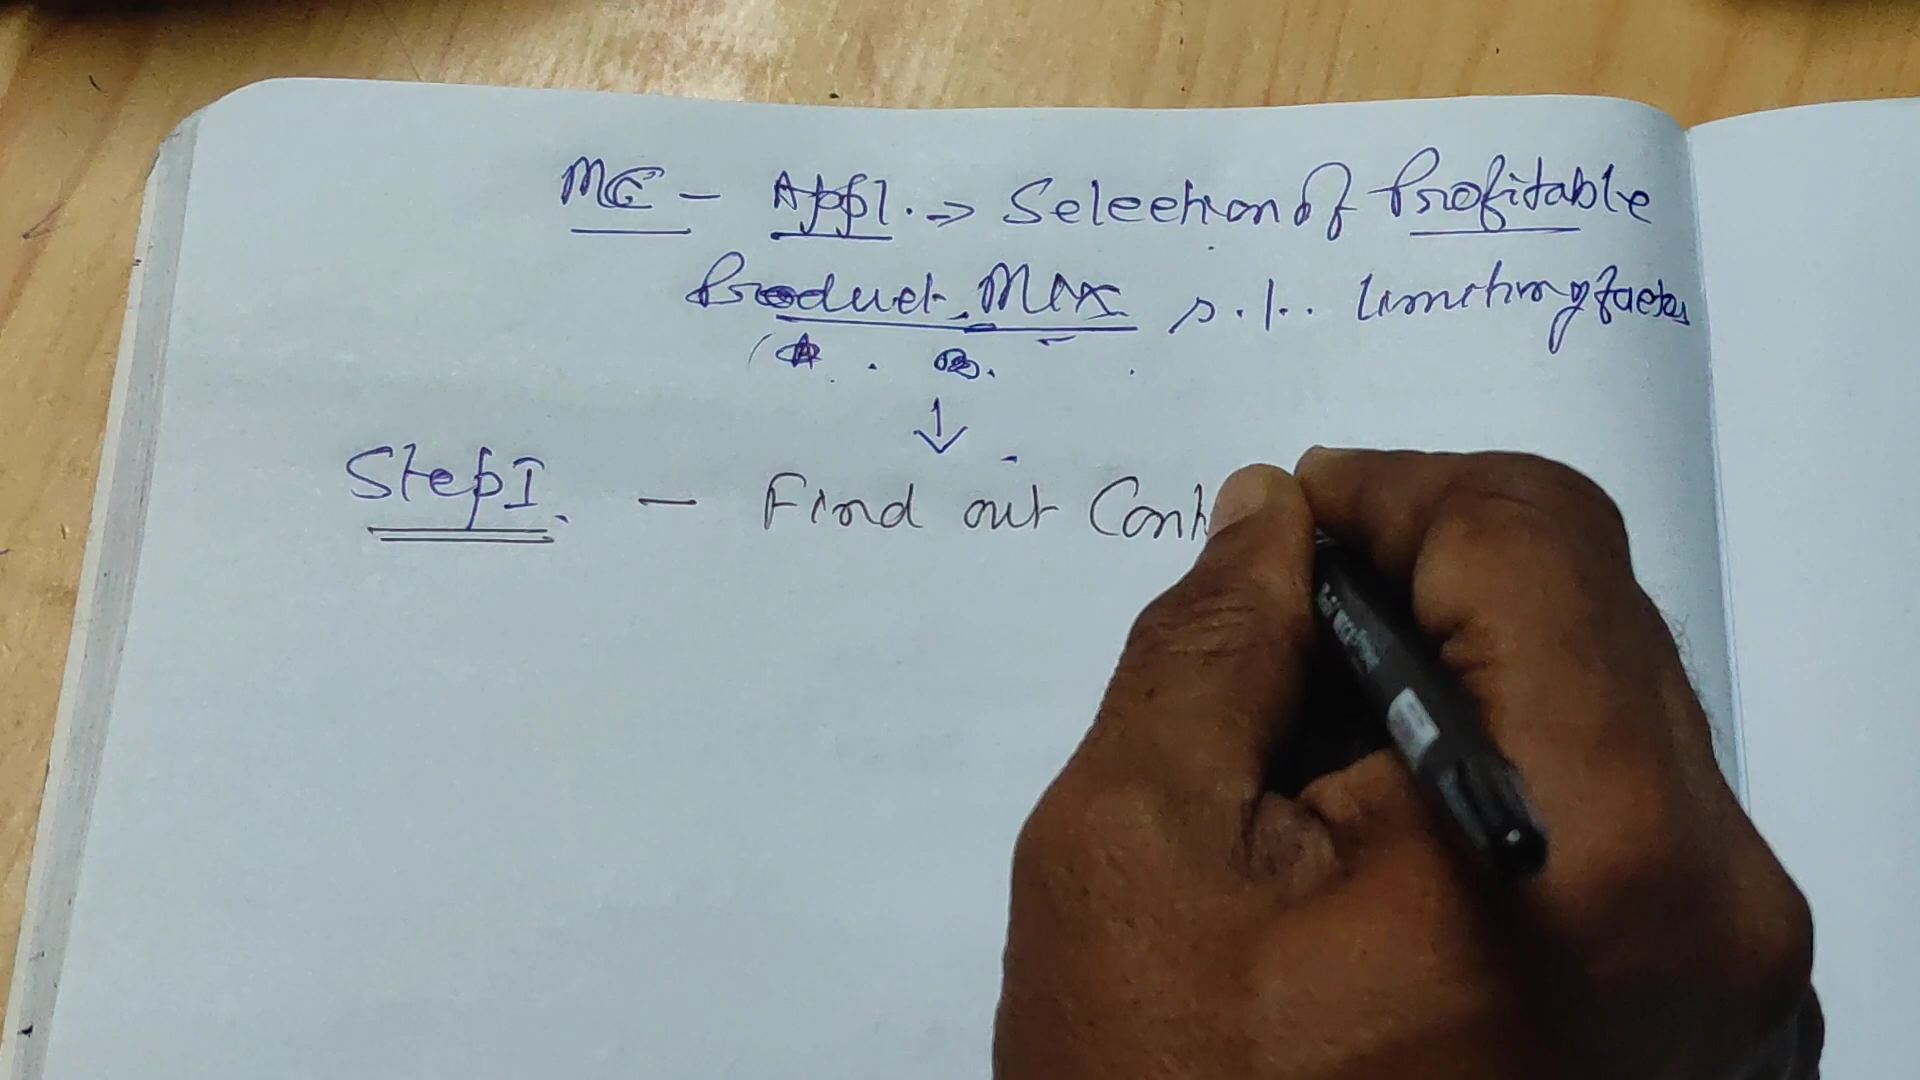 MC - Appl. → Selection of Profitable
Product Mix s.t. limiting factor
(A . B.
↓
Step I. - Find out Cont